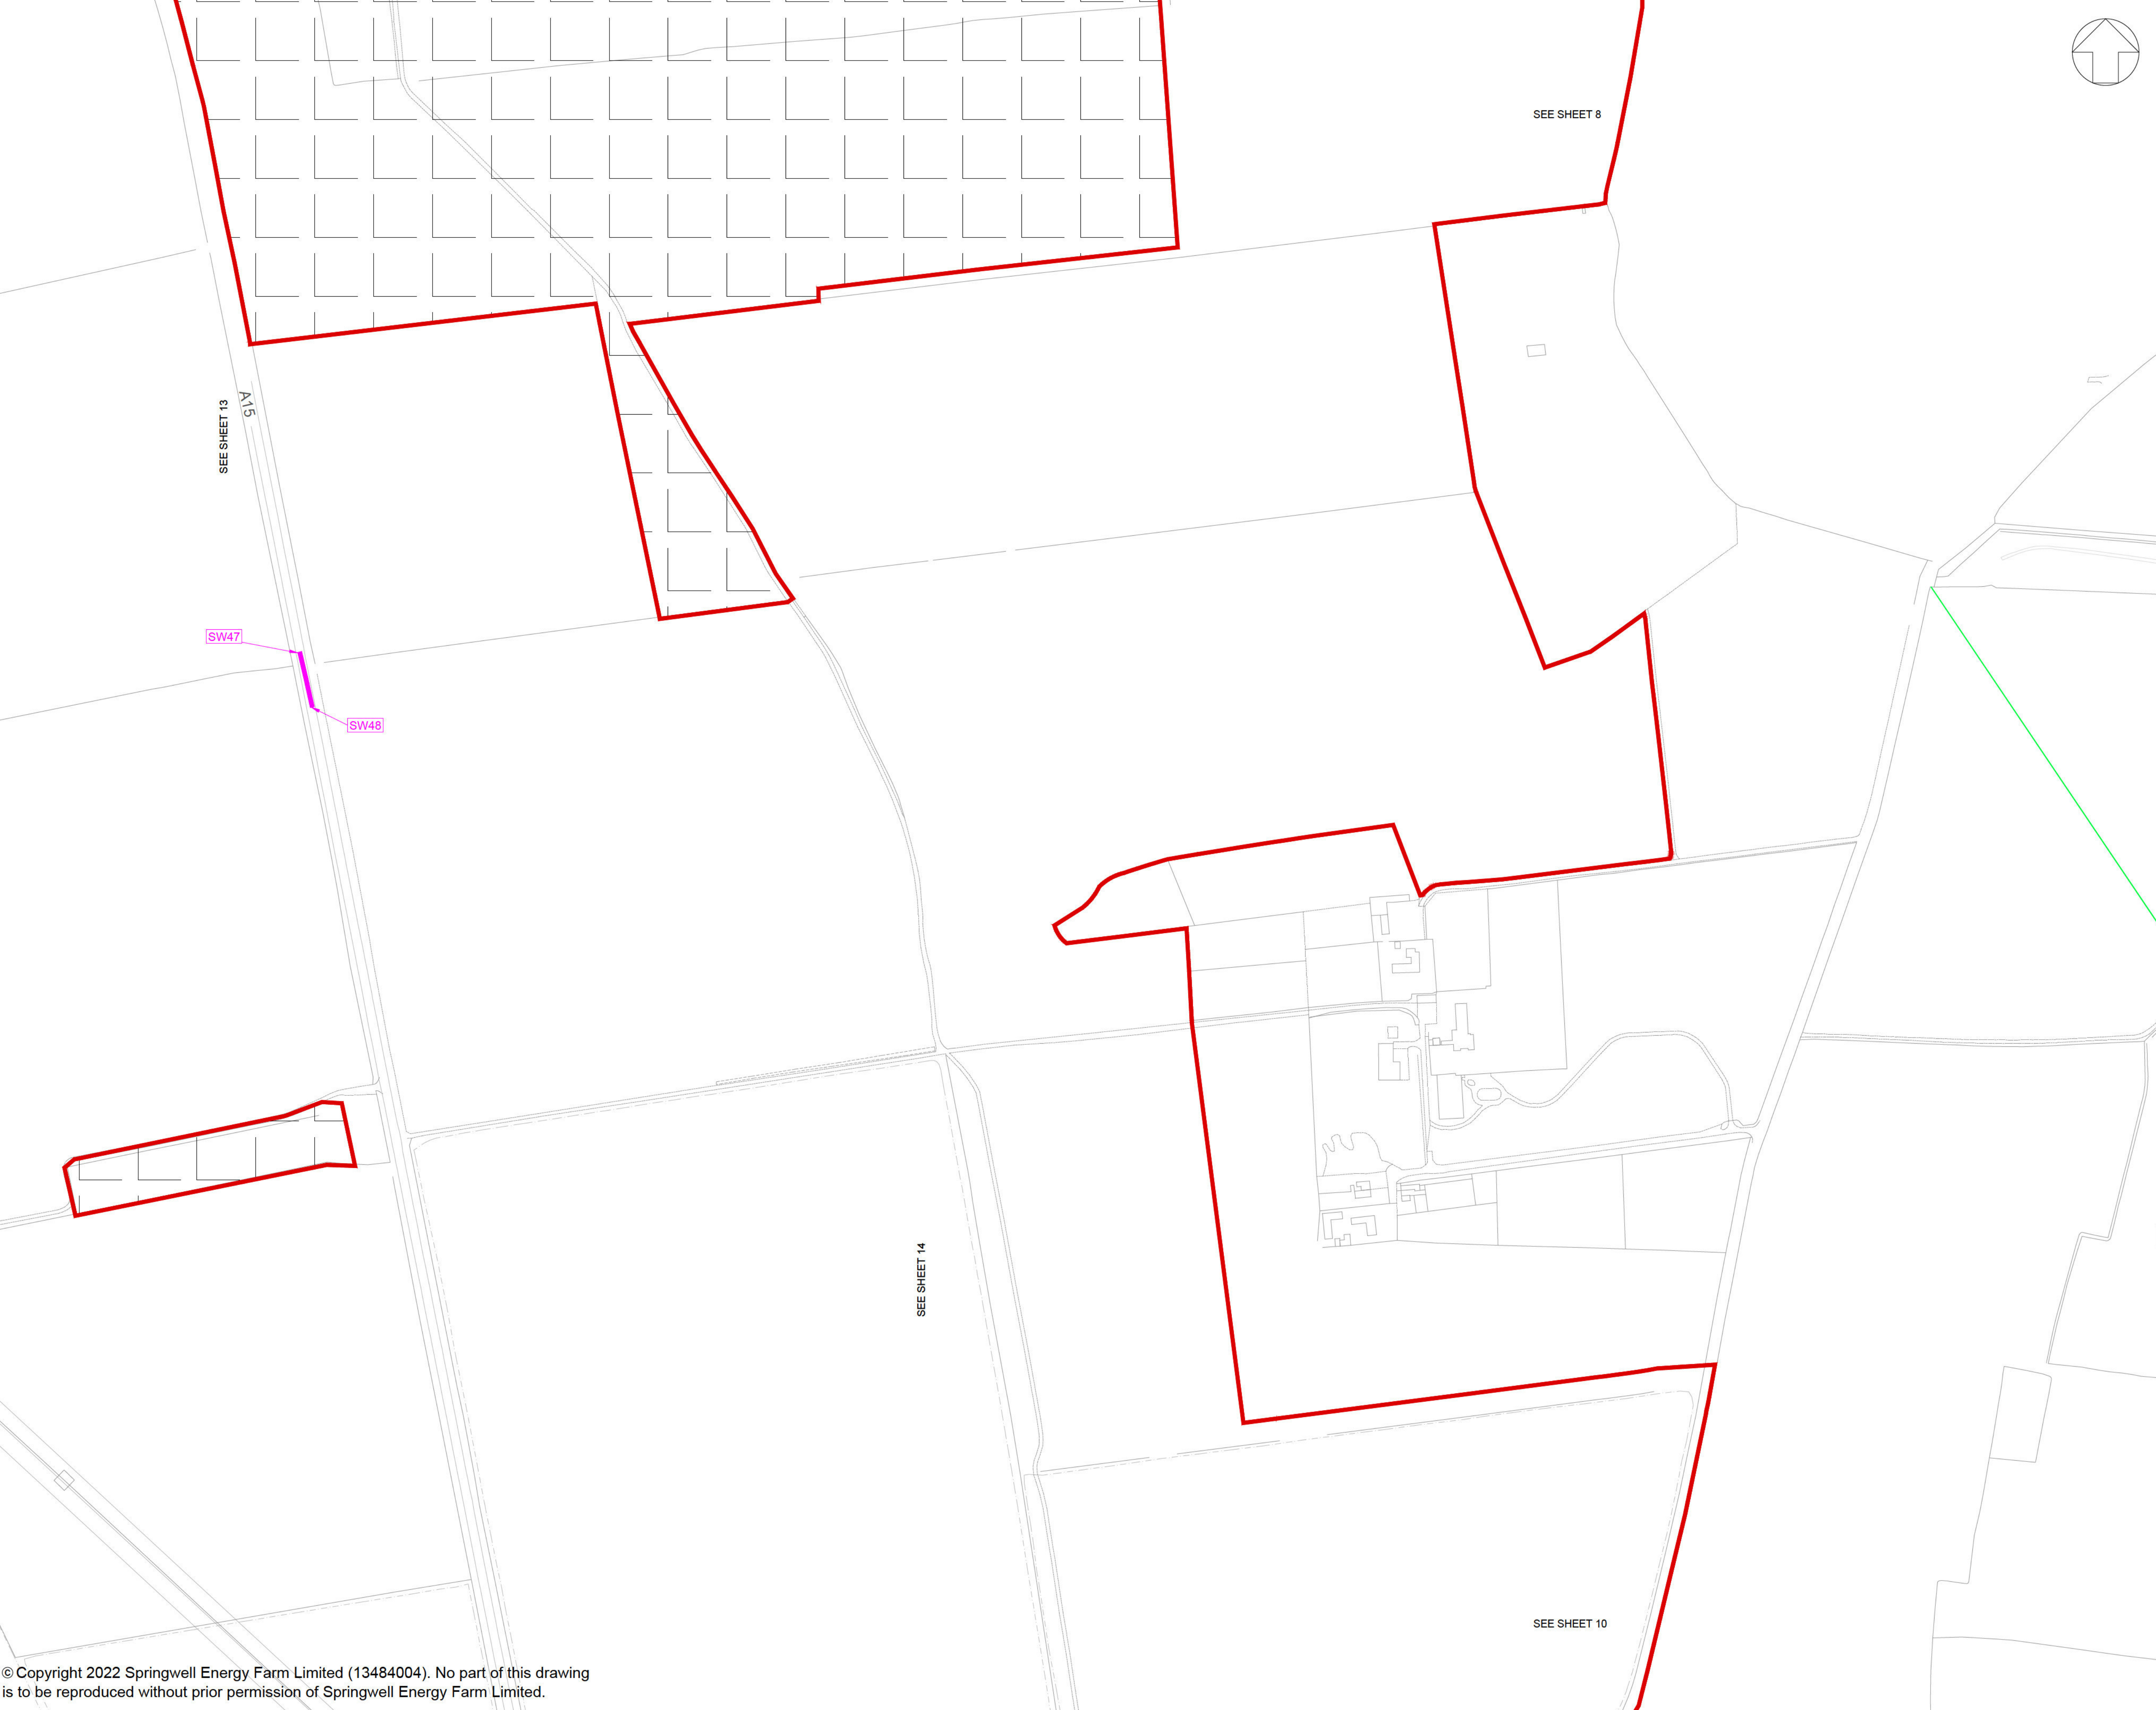 SEE SHEET 8
SEE SHEET 13
A15
SW47
SW48
SEE SHEET 14
SEE SHEET 10
© Copyright 2022 Springwell Energy Farm Limited (13484004). No part of this drawing
is to be reproduced without prior permission of Springwell Energy Farm Limited.